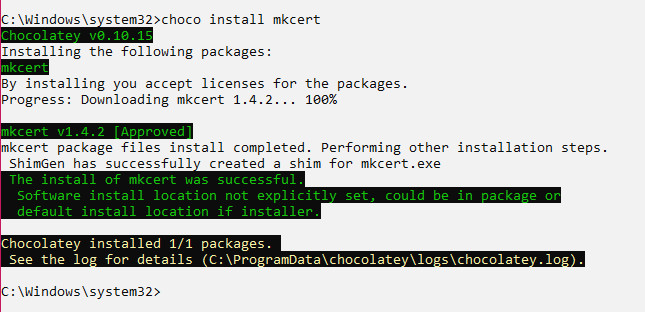 C:\Windows\system32>choco install mkcert
Chocolatey v0.10.15
Installing the following packages:
mkcert
By installing you accept licenses for the packages.
Progress: Downloading mkcert 1.4.2... 100%
mkcert v1.4.2 [Approved]
mkcert package files install completed. Performing other installation steps.
ShimGen has successfully created a shim for mkcert.exe
The install of mkcert was successful.
Software install location not explicitly set, could be in package or
default install location if installer.
Chocolatey installed 1/1 packages.
See the log for details (C:\ProgramData\chocolatey\logs\chocolatey.log).
C:\Windows\system32>